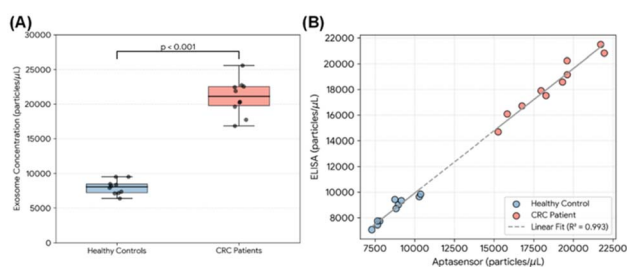 (A)
p < 0.001
Exosome Concentration (particles/μL)
30000
25000
20000
15000
10000
5000
0
Healthy Controls
CRC Patients
(B)
ELISA (particles/μL)
22000
20000
18000
16000
14000
12000
10000
8000
7500
10000
12500
15000
17500
20000
22500
Aptasensor (particles/μL)
Healthy Control
CRC Patient
Linear Fit (R² = 0.993)